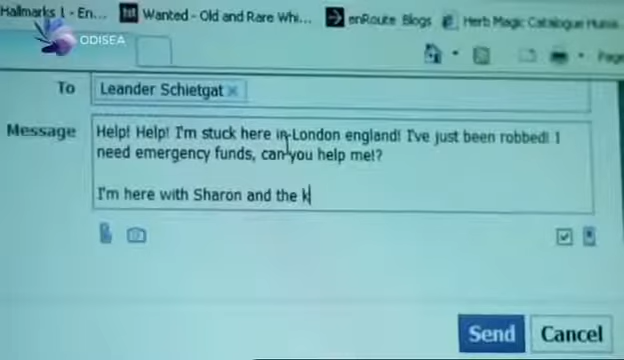 Hallmarks l - En...
Wanted - Old and Rare Whi...
enRoute Blogs
Herb Magic Catalogue
ODISEA
Page
To
Leander Schietgat ×
Message
Help! Help! I'm stuck here in London england! I've just been robbed! I
need emergency funds, can you help me!?
I'm here with Sharon and the k
Send
Cancel